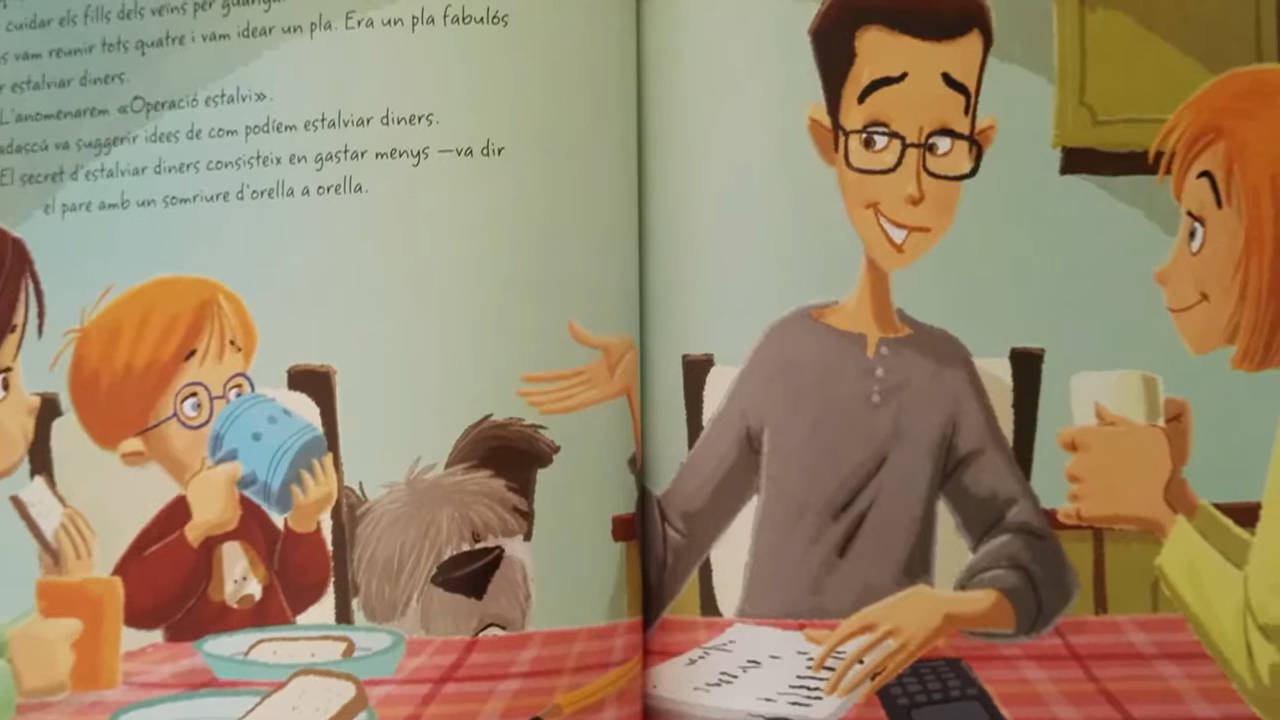 cuidar els fills dels veïns per
s vam reunir tots quatre i vam idear un pla. Era un pla fabulós
r estalviar diners.
L'anomenarem «Operació estalvi».
adascú va suggerir idees de com podíem estalviar diners.
El secret d'estalviar diners consisteix en gastar menys —va dir
el pare amb un somriure d'orella a orella.